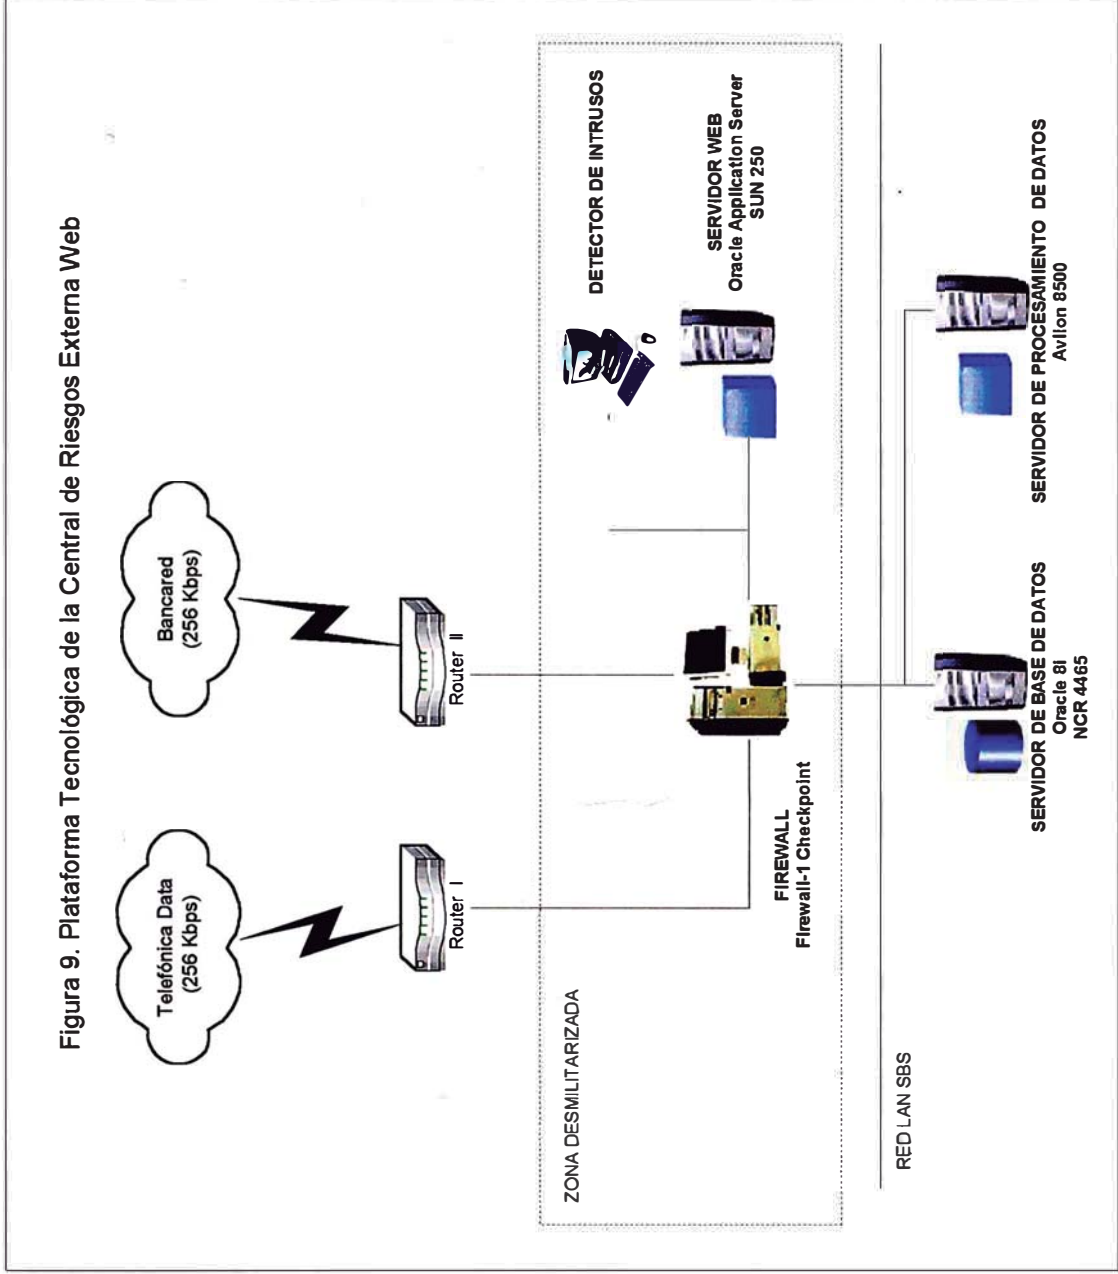 Figura 9. Plataforma Tecnológica de la Central de Riesgos Externa Web
Telefónica Data
(256 Kbps)
Bancared
(256 Kbps)
Router I
Router II
ZONA DESMILITARIZADA
DETECTOR DE INTRUSOS
SERVIDOR WEB
Oracle Application Server
SUN 250
FIREWALL
Firewall-1 Checkpoint
RED LAN SBS
SERVIDOR DE BASE DE DATOS
Oracle 8i
NCR 4465
SERVIDOR DE PROCESAMIENTO DE DATOS
Aviion 8500